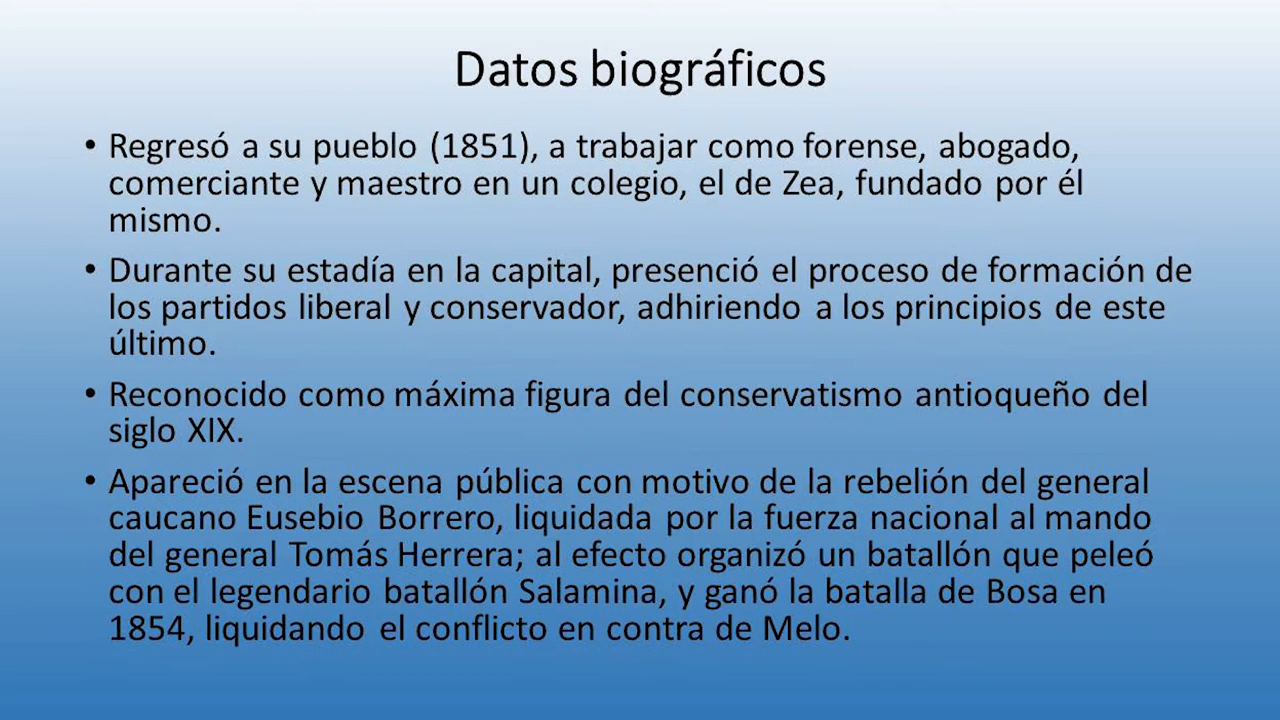 Datos biográficos
• Regresó a su pueblo (1851), a trabajar como forense, abogado,
comerciante y maestro en un colegio, el de Zea, fundado por él
mismo.
• Durante su estadía en la capital, presenció el proceso de formación de
los partidos liberal y conservador, adhiriendo a los principios de este
último.
• Reconocido como máxima figura del conservatismo antioqueño del
siglo XIX.
• Apareció en la escena pública con motivo de la rebelión del general
caucano Eusebio Borrero, liquidada por la fuerza nacional al mando
del general Tomás Herrera; al efecto organizó un batallón que peleó
con el legendario batallón Salamina, y ganó la batalla de Bosa en
1854, liquidando el conflicto en contra de Melo.